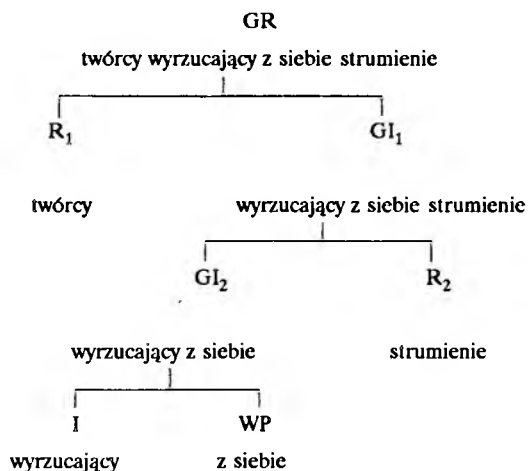 GR
twórcy wyrzucający z siebie strumienie
R₁ GI₁
twórcy wyrzucający z siebie strumienie
GI₂ R₂
wyrzucający z siebie strumienie
I WP
wyrzucający z siebie